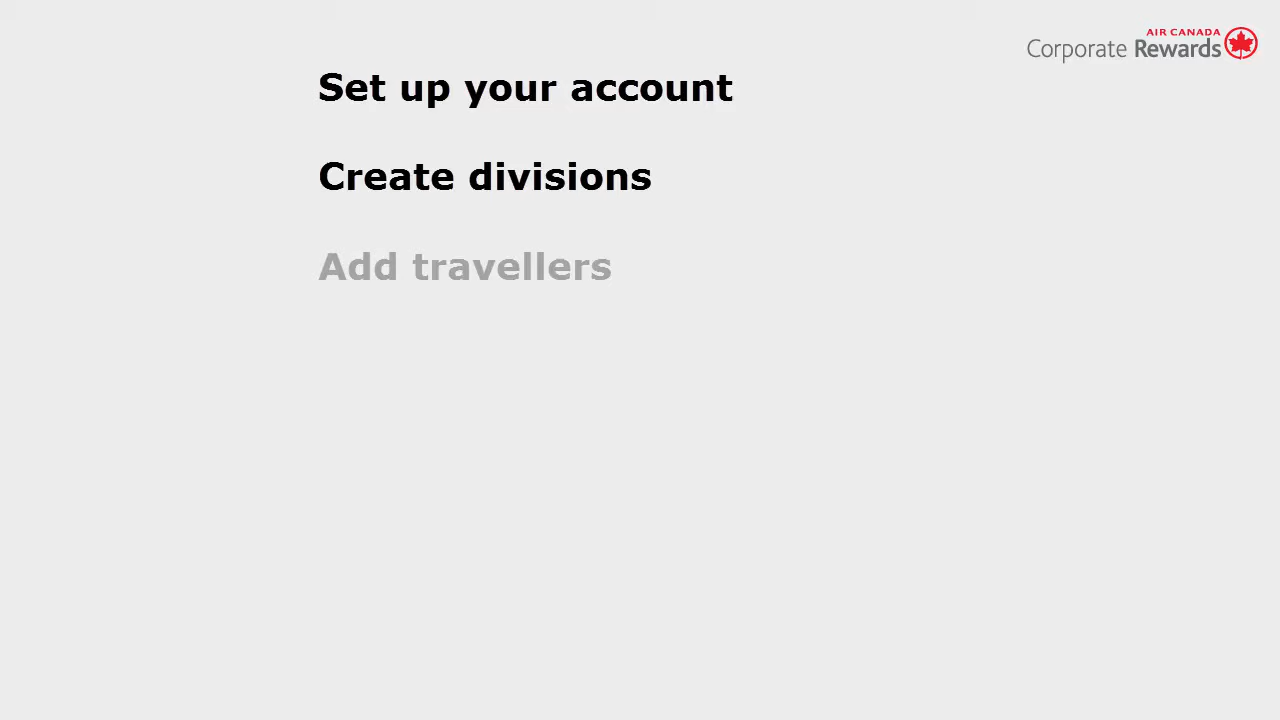 AIR CANADA
Corporate Rewards
Set up your account
Create divisions
Add travellers